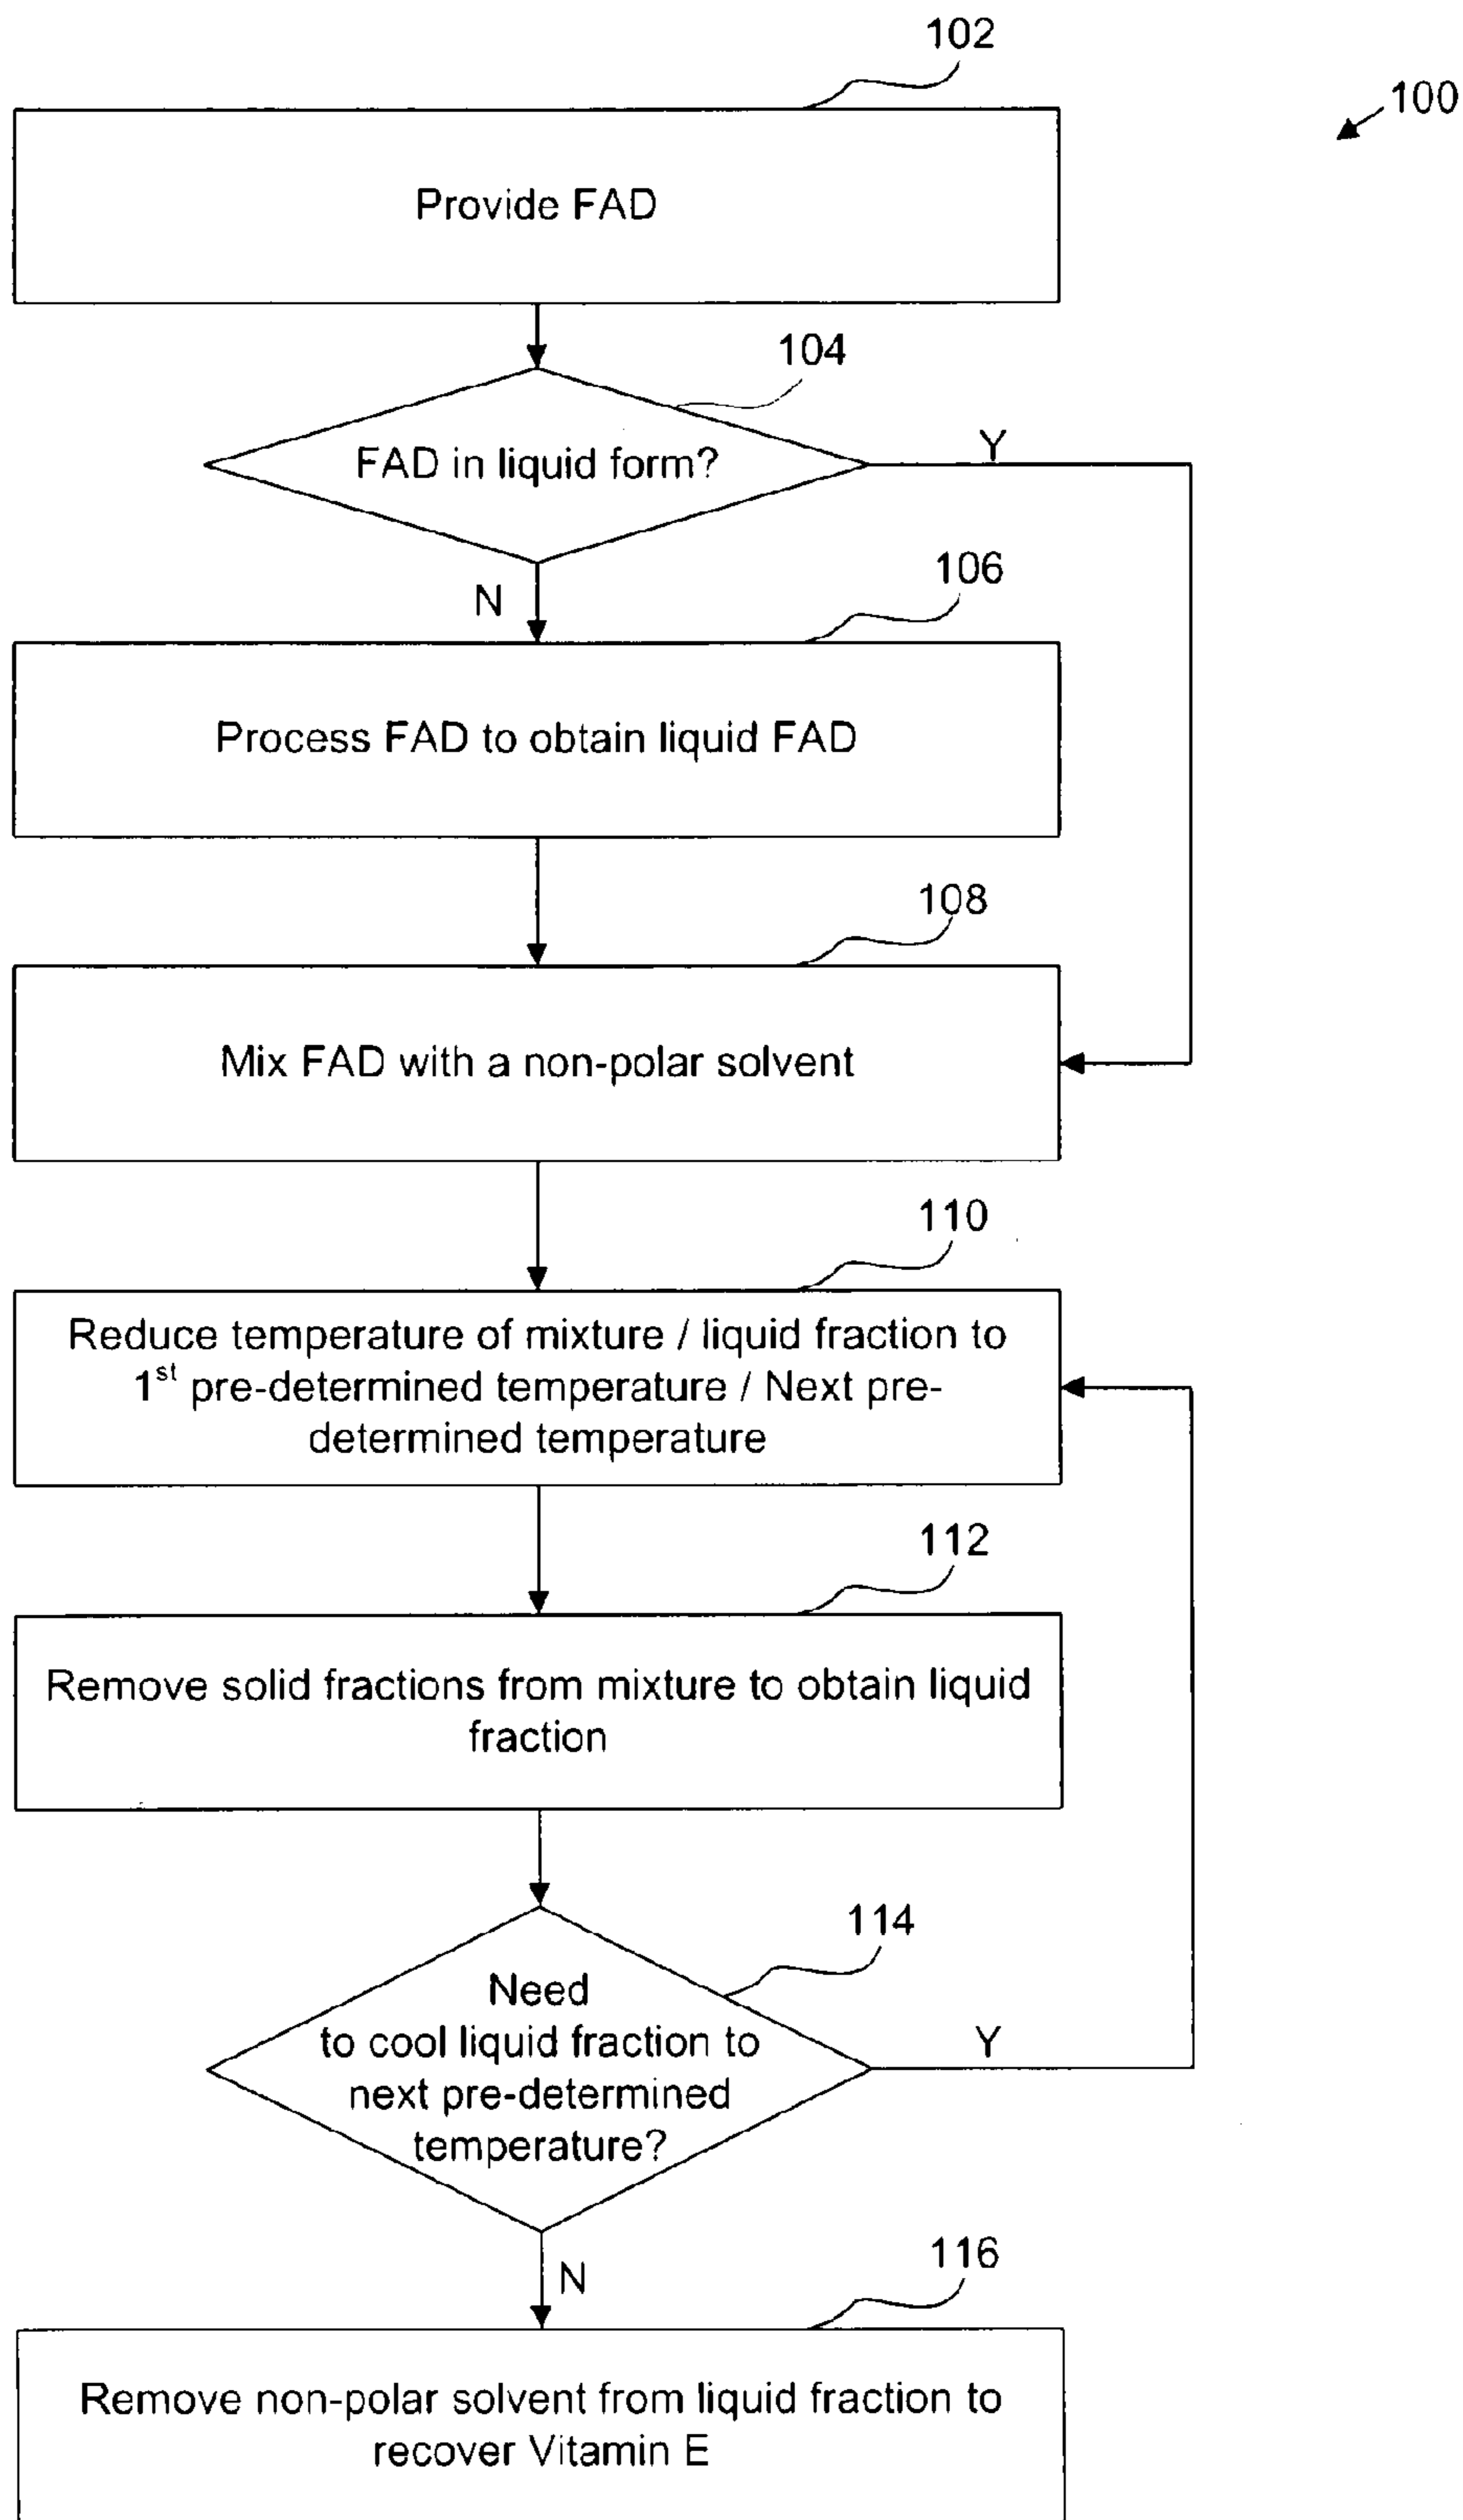 102
100
Provide FAD
104
FAD in liquid form?
Y
N
106
Process FAD to obtain liquid FAD
108
Mix FAD with a non-polar solvent
110
Reduce temperature of mixture / liquid fraction to
1st pre-determined temperature / Next pre-
determined temperature
112
Remove solid fractions from mixture to obtain liquid
fraction
114
Need
to cool liquid fraction to
next pre-determined
temperature?
Y
N
116
Remove non-polar solvent from liquid fraction to
recover Vitamin E